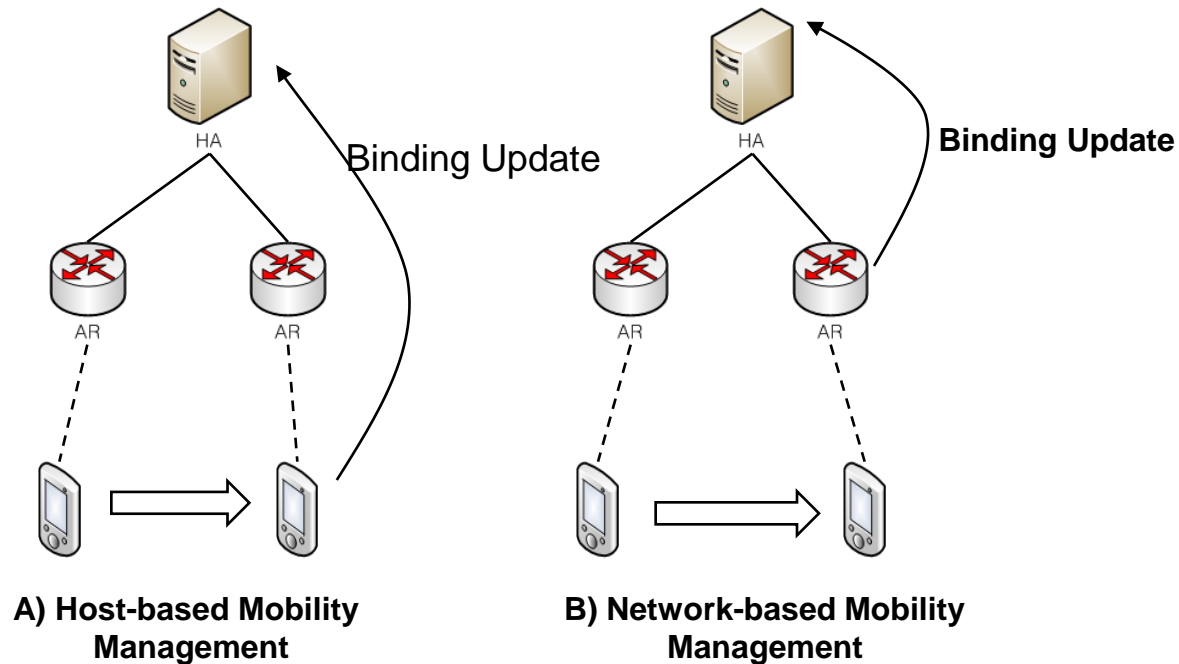 HA
Binding Update
AR
AR
A) Host-based Mobility
Management
HA
Binding Update
AR
AR
B) Network-based Mobility
Management